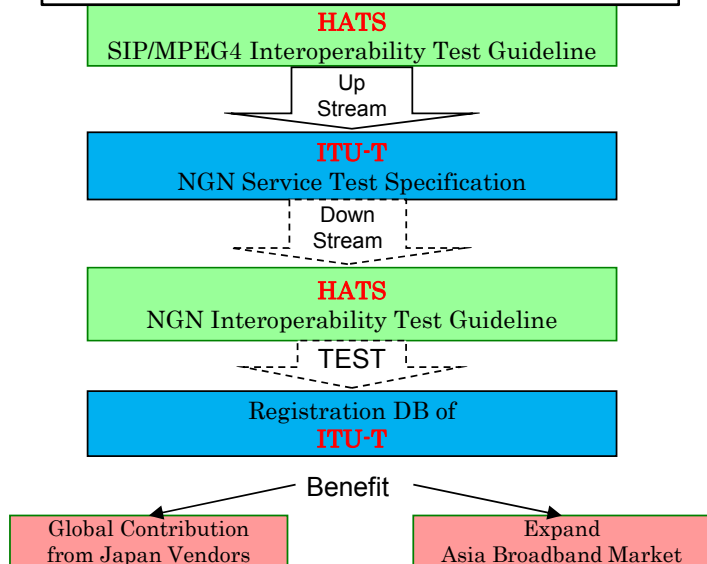 HATS
SIP/MPEG4 Interoperability Test Guideline
Up
Stream
ITU-T
NGN Service Test Specification
Down
Stream
HATS
NGN Interoperability Test Guideline
TEST
Registration DB of
ITU-T
Benefit
Global Contribution
from Japan Vendors
Expand
Asia Broadband Market